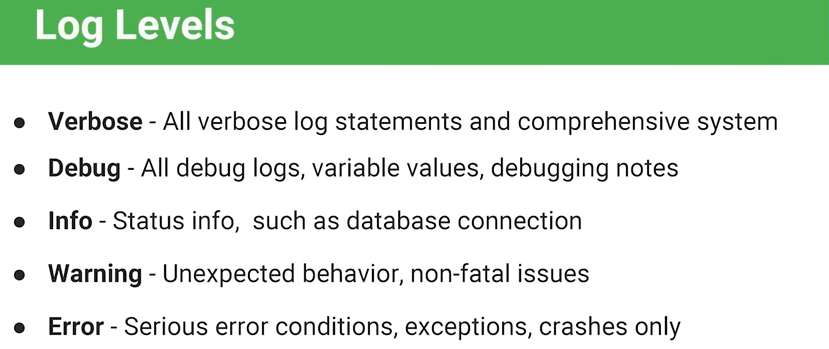 Log Levels
● Verbose - All verbose log statements and comprehensive system
● Debug - All debug logs, variable values, debugging notes
● Info - Status info,  such as database connection
● Warning - Unexpected behavior, non-fatal issues
● Error - Serious error conditions, exceptions, crashes only